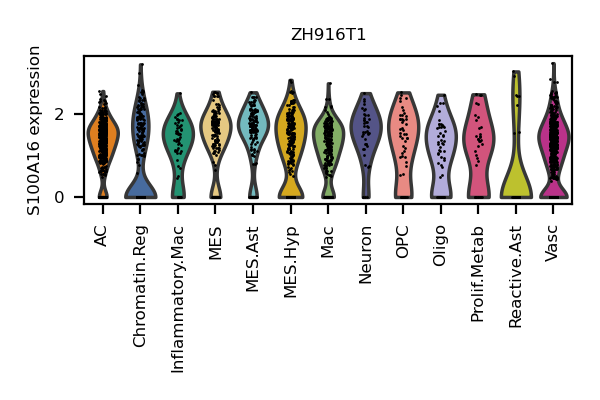 ZH916T1
S100A16 expression
2
0
AC
Chromatin.Reg
Inflammatory.Mac
MES
MES.Ast
MES.Hyp
Mac
Neuron
OPC
Oligo
Prolif.Metab
Reactive.Ast
Vasc